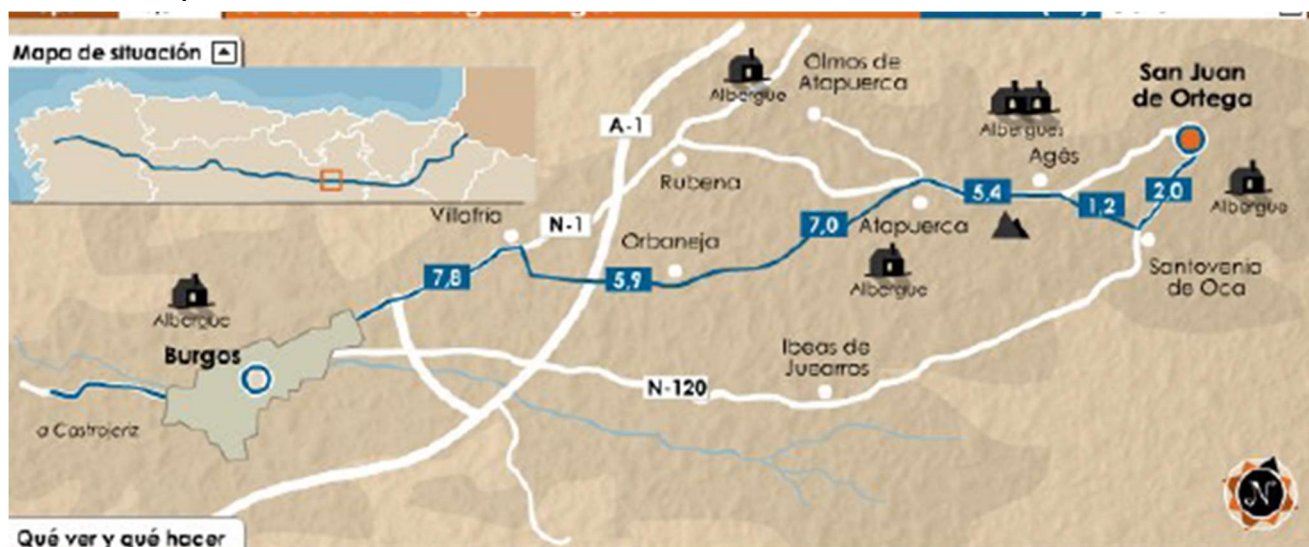 Mapa de situación
Albergue
Olmos de
Atapuerca
Albergues
Agés
San Juan
de Ortega
A-1
Rubena
Villafría
N-1
Orbaneja
7,0
5,4
1,2
2,0
Albergue
Atapuerca
7,8
5,9
Albergue
Santovenia
de Oca
Albergue
Burgos
Ibeas de
Juarros
N-120
a Castrojeriz
N
Qué ver y qué hacer